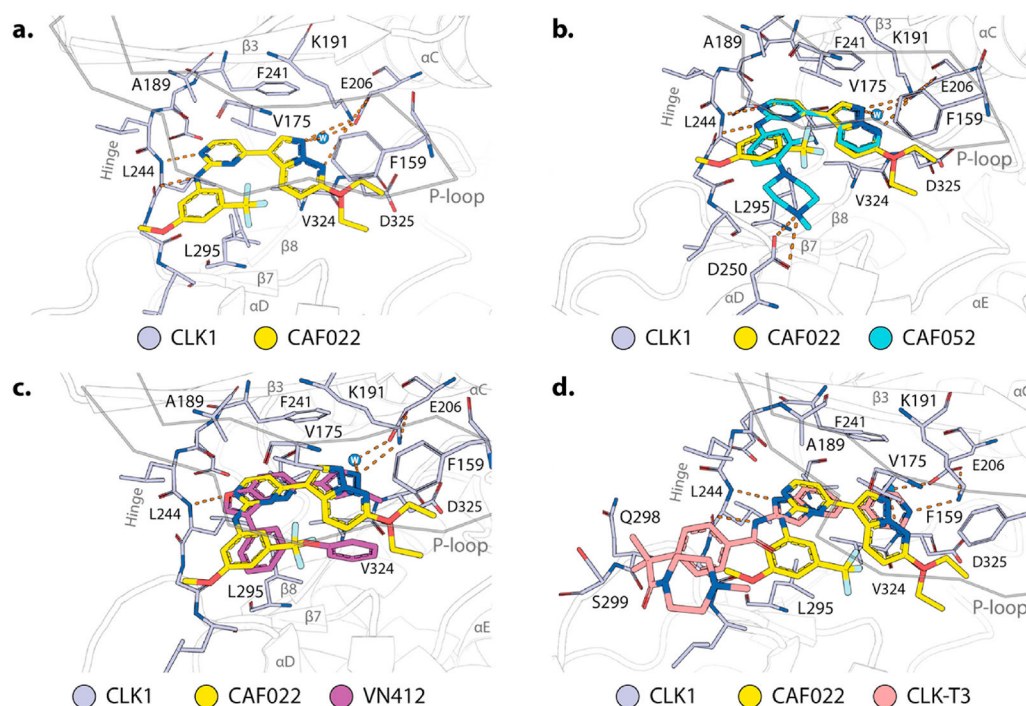 a.
β3
K191
αC
A189
F241
E206
V175
W
Hinge
L244
F159
P-loop
V324
D325
L295
β8
β7
αD
CLK1
CAF022
b.
β3
K191
αC
A189
F241
E206
V175
W
L244
F159
Hinge
P-loop
D325
L295
V324
β8
β7
D250
αD
αE
CLK1
CAF022
CAF052
c.
β3
K191
αC
A189
F241
E206
V175
W
F159
Hinge
L244
D325
P-loop
V324
L295
β8
β7
αD
αE
CLK1
CAF022
VN412
d.
β3
K191
αC
F241
A189
V175
E206
Hinge
L244
Q298
F159
D325
S299
V324
L295
P-loop
CLK1
CAF022
CLK-T3